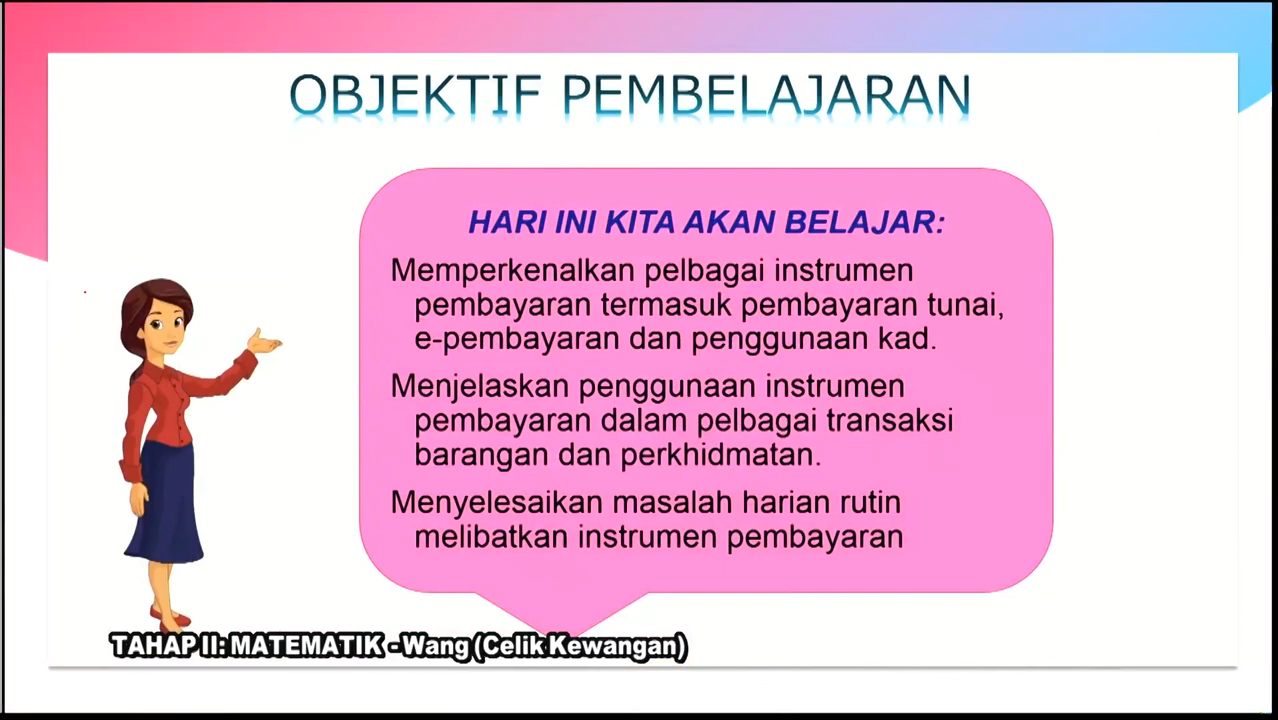 OBJEKTIF PEMBELAJARAN
HARI INI KITA AKAN BELAJAR:
Memperkenalkan pelbagai instrumen
pembayaran termasuk pembayaran tunai,
e-pembayaran dan penggunaan kad.
Menjelaskan penggunaan instrumen
pembayaran dalam pelbagai transaksi
barangan dan perkhidmatan.
Menyelesaikan masalah harian rutin
melibatkan instrumen pembayaran
TAHAP II: MATEMATIK - Wang (Celik Kewangan)